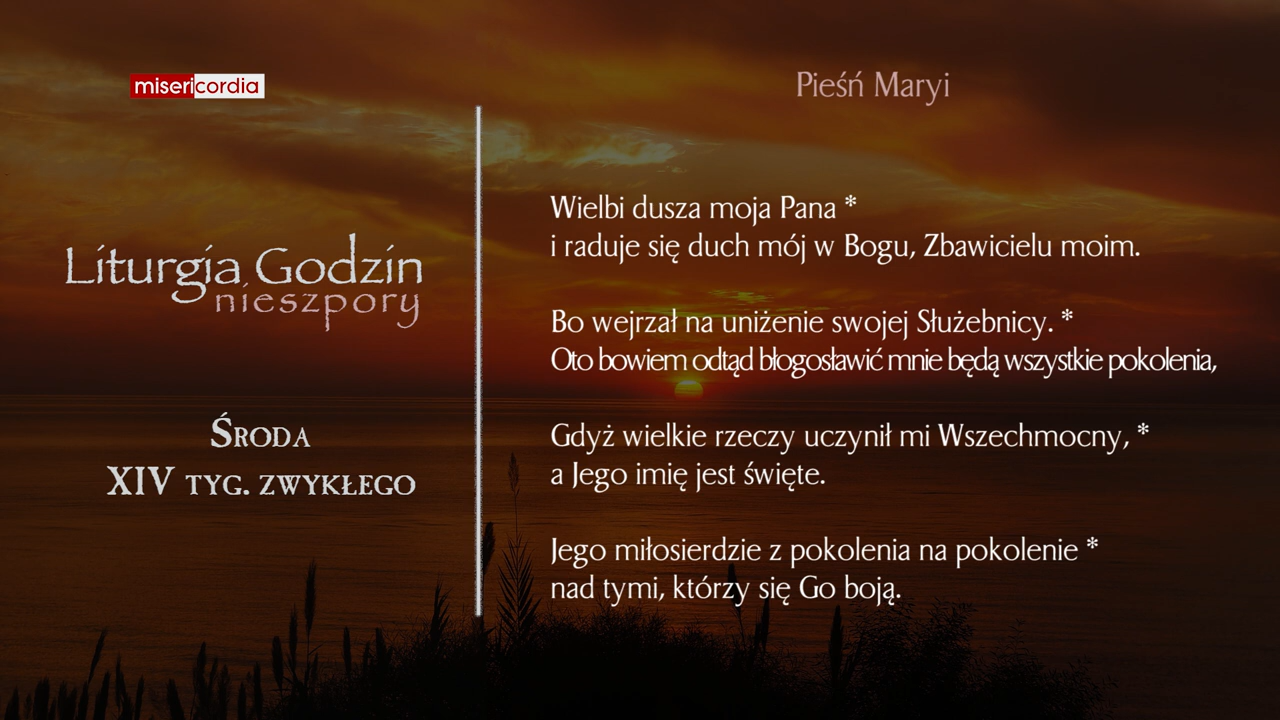 misericordia
Liturgia Godzin
nieszpory
Środa
XIV tyg. zwykłego
Pieśń Maryi
Wielbi dusza moja Pana *
i raduje się duch mój w Bogu, Zbawicielu moim.
Bo wejrzał na uniżenie swojej Służebnicy. *
Oto bowiem odtąd błogosławić mnie będą wszystkie pokolenia,
Gdyż wielkie rzeczy uczynił mi Wszechmocny, *
a Jego imię jest święte.
Jego miłosierdzie z pokolenia na pokolenie *
nad tymi, którzy się Go boją.